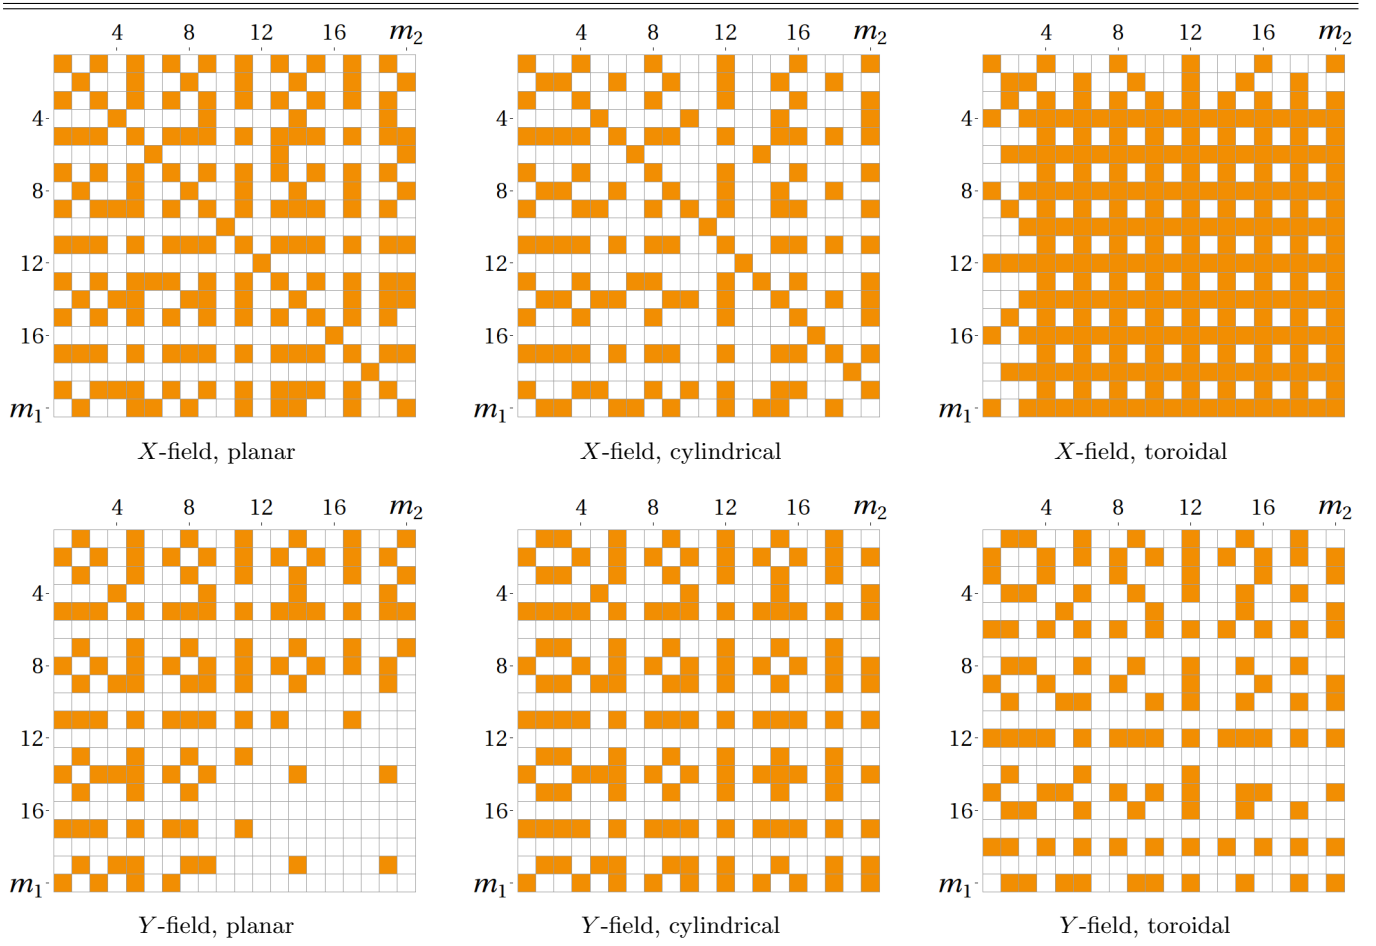 4 8 12 16 m₂ 4 8 12 16 m₂ 4 8 12 16 m₂
4 4 4
8 8 8
12 12 12
16 16 16
m₁ m₁ m₁
X-field, planar X-field, cylindrical X-field, toroidal
4 8 12 16 m₂ 4 8 12 16 m₂ 4 8 12 16 m₂
4 4 4
8 8 8
12 12 12
16 16 16
m₁ m₁ m₁
Y-field, planar Y-field, cylindrical Y-field, toroidal